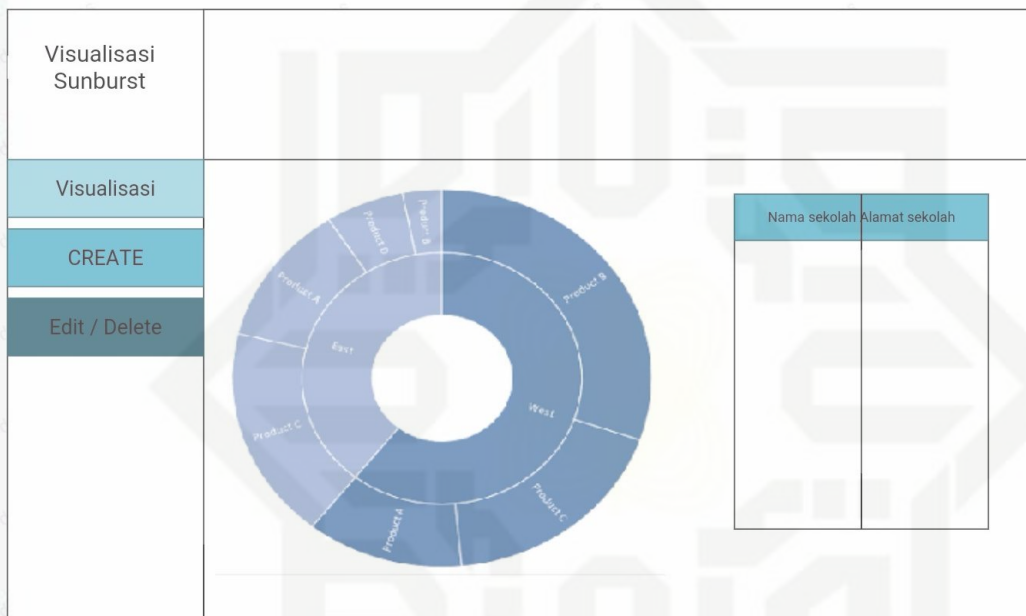 Visualisasi
Sunburst
Visualisasi
CREATE
Edit / Delete
Product B
Product D
Product A
Product B
East
West
Product C
Product C
Product A
Nama sekolah Alamat sekolah